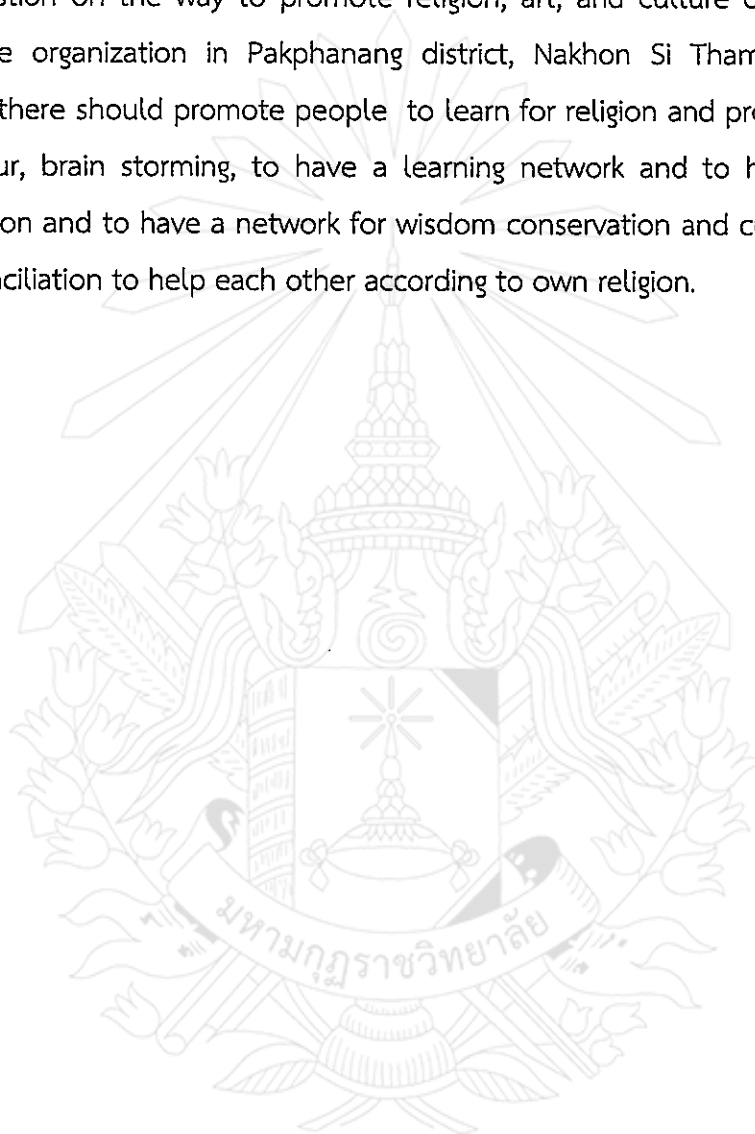 on the way to promote religion, art, and culture
organization in Pakphanang district, Nakhon Si Tham
there should promote people to learn for religion and pr
ur, brain storming, to have a learning network and to h
on and to have a network for wisdom conservation and c
nciliation to help each other according to own religion.
มหามกุฏราชวิทยาลัย